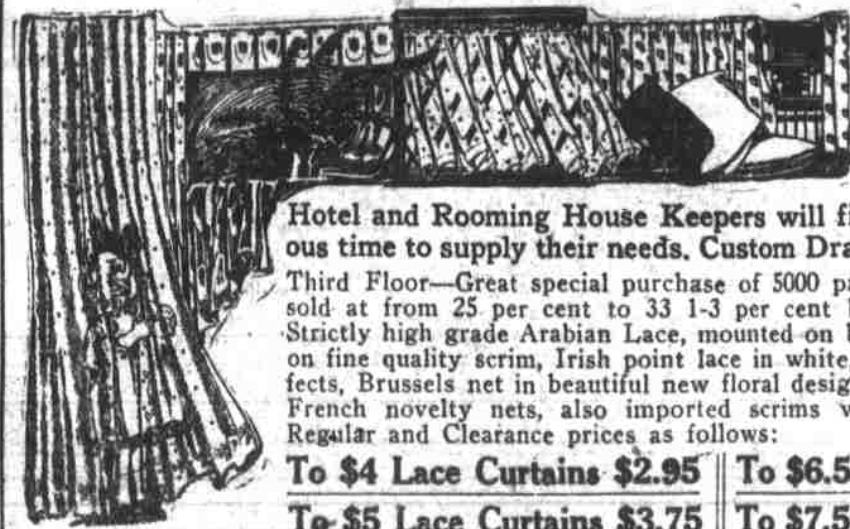 Hotel and Rooming House Keepers will fi
ous time to supply their needs. Custom Dra
Third Floor—Great special purchase of 5000 pa
sold at from 25 per cent to 33 1-3 per cent
Strictly high grade Arabian Lace, mounted on
on fine quality scrim, Irish point lace in white,
fects, Brussels net in beautiful new floral desig
French novelty nets, also imported scrims
Regular and Clearance prices as follows:
To $4 Lace Curtains $2.95 To $6.5
To $5 Lace Curtains $3.75 To $7.5